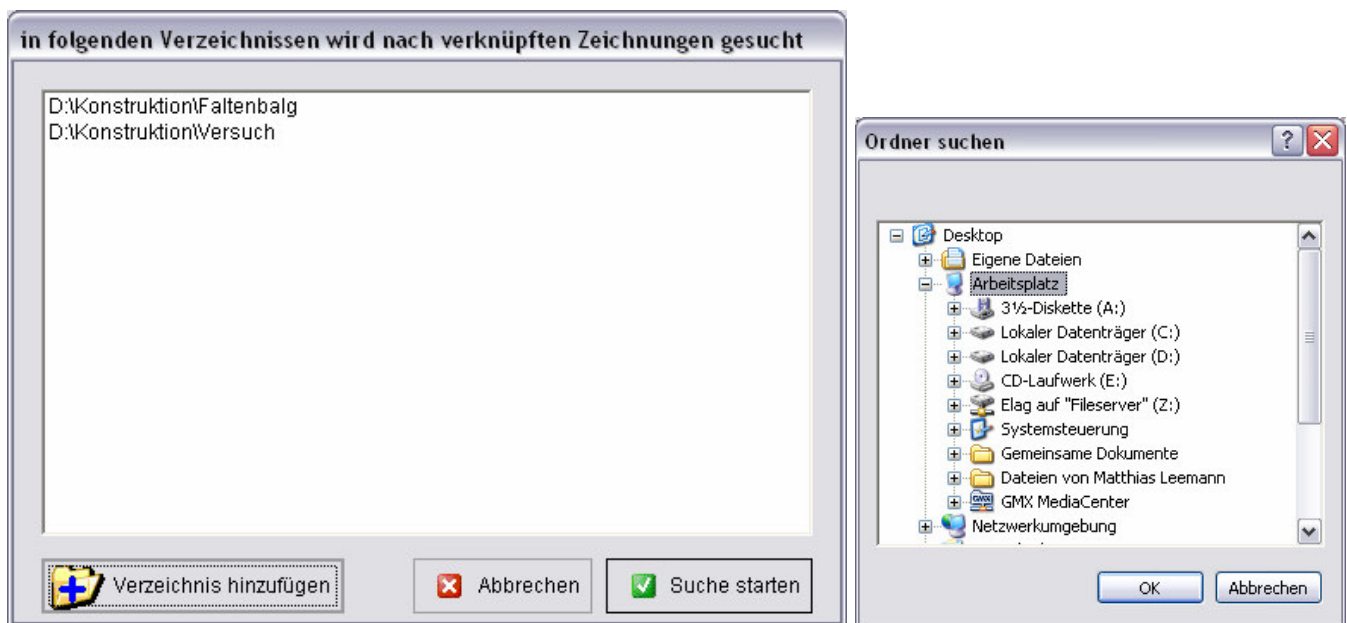 in folgenden Verzeichnissen wird nach verknüpften Zeichnungen gesucht
D:\Konstruktion\Faltenbalg
D:\Konstruktion\Versuch
Verzeichnis hinzufügen
Abbrechen
Suche starten
Ordner suchen
Desktop
Eigene Dateien
Arbeitsplatz
3½-Diskette (A:)
Lokaler Datenträger (C:)
Lokaler Datenträger (D:)
CD-Laufwerk (E:)
Elag auf "Fileserver" (Z:)
Systemsteuerung
Gemeinsame Dokumente
Dateien von Matthias Leemann
GMX MediaCenter
Netzwerkumgebung
OK
Abbrechen